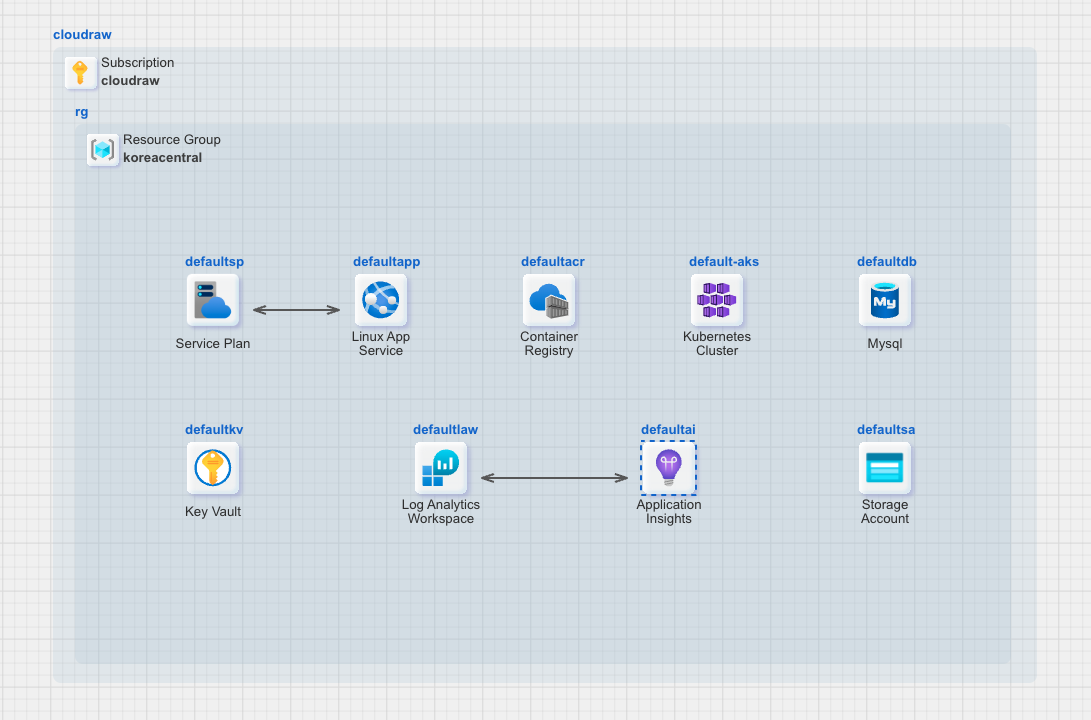 cloudraw
Subscription
cloudraw
rg
Resource Group
koreacentral
defaultsp
Service Plan
defaultapp
Linux App
Service
defaultacr
Container
Registry
default-aks
Kubernetes
Cluster
defaultdb
My
Mysql
defaultkv
Key Vault
defaultlaw
Log Analytics
Workspace
defaultai
Application
Insights
defaultsa
Storage
Account